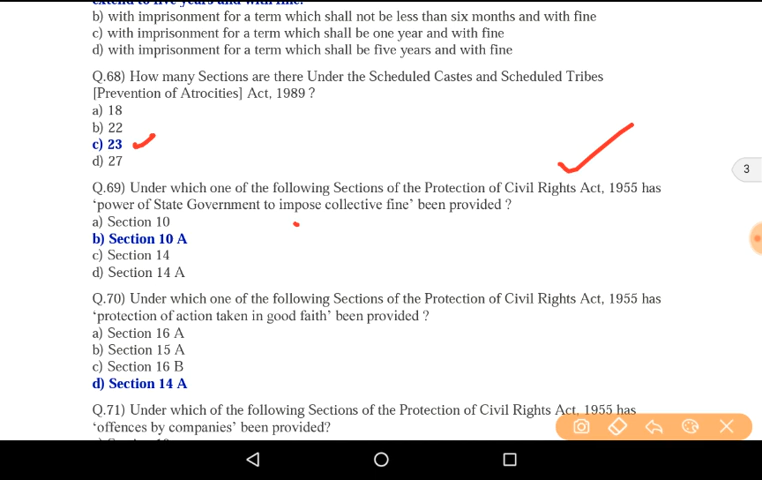 extend to five years and with fine.
b) with imprisonment for a term which shall not be less than six months and with fine
c) with imprisonment for a term which shall be one year and with fine
d) with imprisonment for a term which shall be five years and with fine
Q.68) How many Sections are there Under the Scheduled Castes and Scheduled Tribes
[Prevention of Atrocities] Act, 1989 ?
a) 18
b) 22
c) 23
d) 27
3
Q.69) Under which one of the following Sections of the Protection of Civil Rights Act, 1955 has
‘power of State Government to impose collective fine’ been provided ?
a) Section 10
b) Section 10 A
c) Section 14
d) Section 14 A
Q.70) Under which one of the following Sections of the Protection of Civil Rights Act, 1955 has
‘protection of action taken in good faith’ been provided ?
a) Section 16 A
b) Section 15 A
c) Section 16 B
d) Section 14 A
Q.71) Under which of the following Sections of the Protection of Civil Rights Act, 1955 has
‘offences by companies’ been provided?